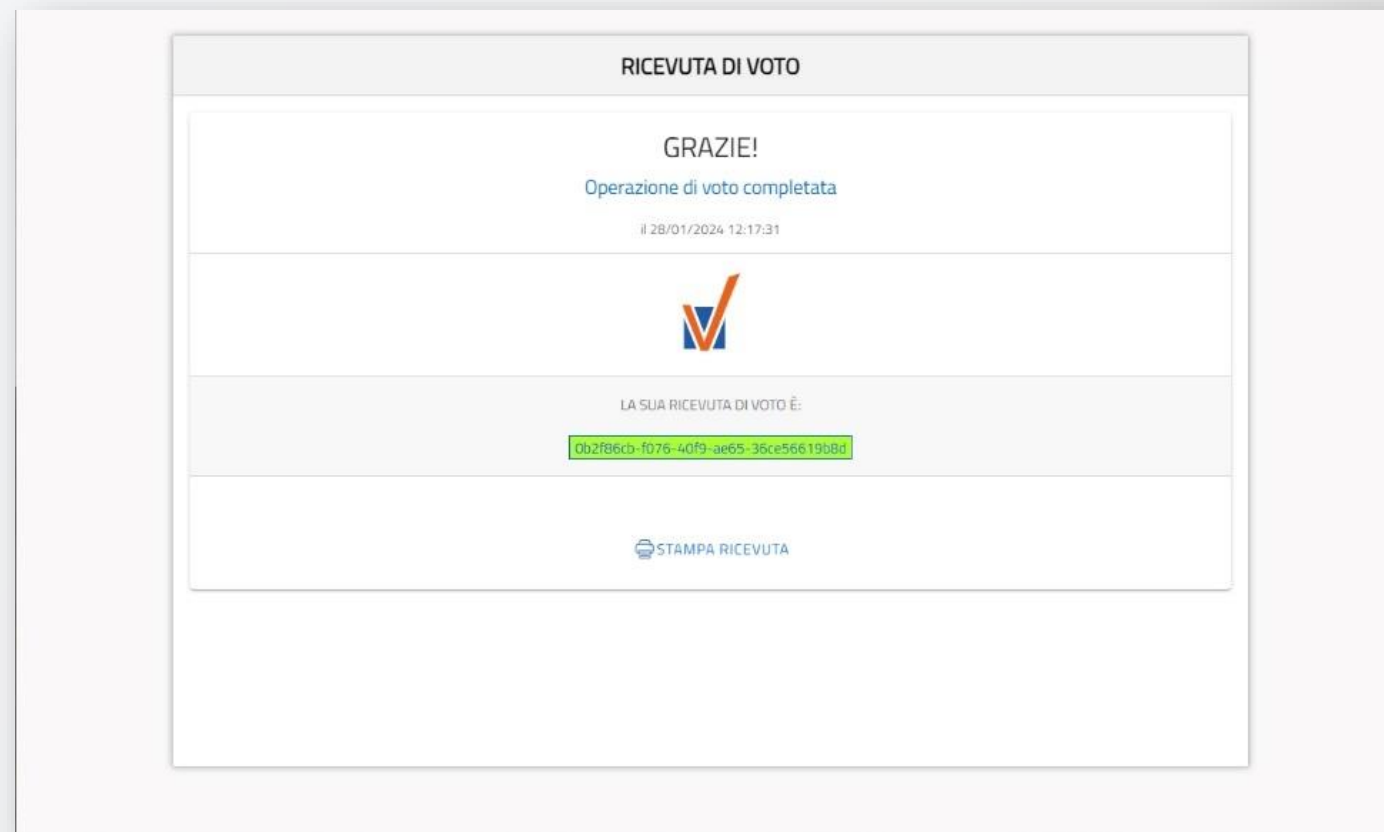 RICEVUTA DI VOTO
GRAZIE!
Operazione di voto completata
il 28/01/2024 12:17:31
LA SUA RICEVUTA DI VOTO È:
0b2f86cb-f076-40f9-ae65-36ce56619b8d
STAMPA RICEVUTA